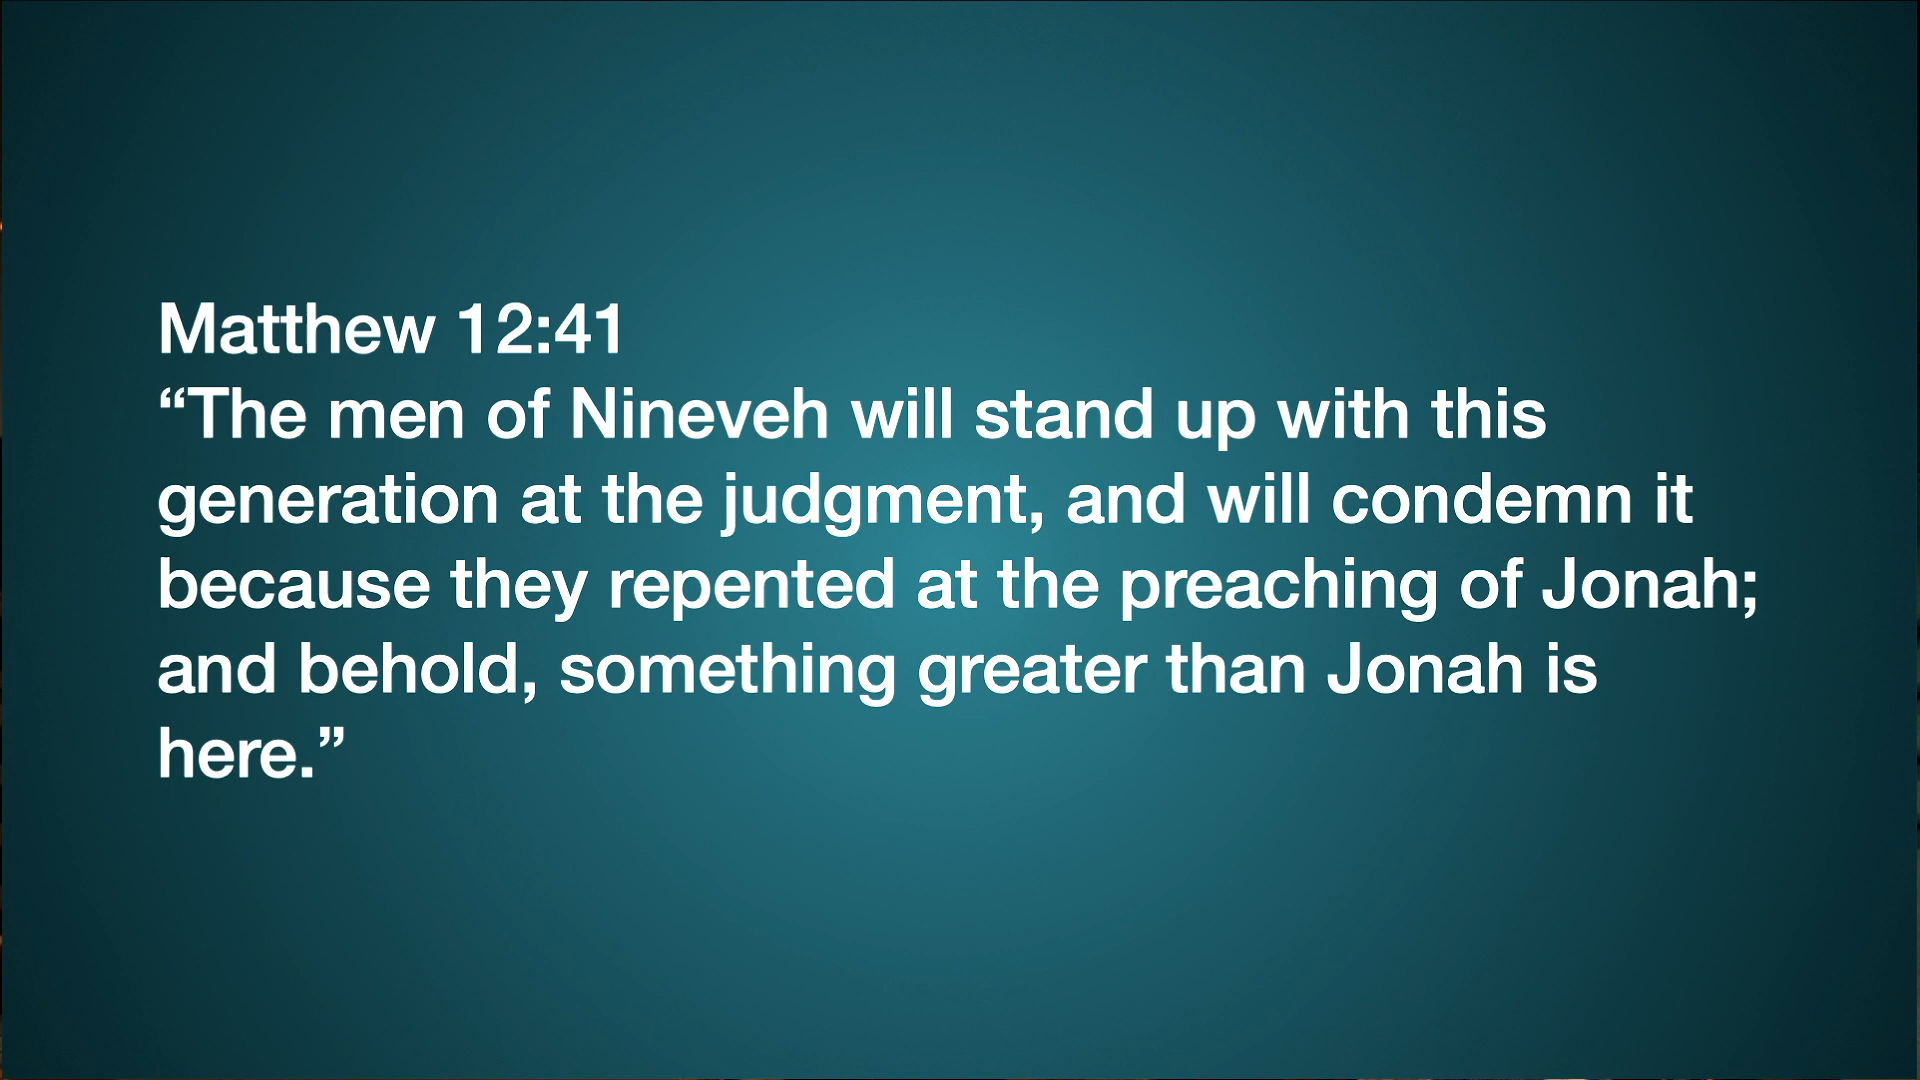 Matthew 12:41
“The men of Nineveh will stand up with this
generation at the judgment, and will condemn it
because they repented at the preaching of Jonah;
and behold, something greater than Jonah is
here.”